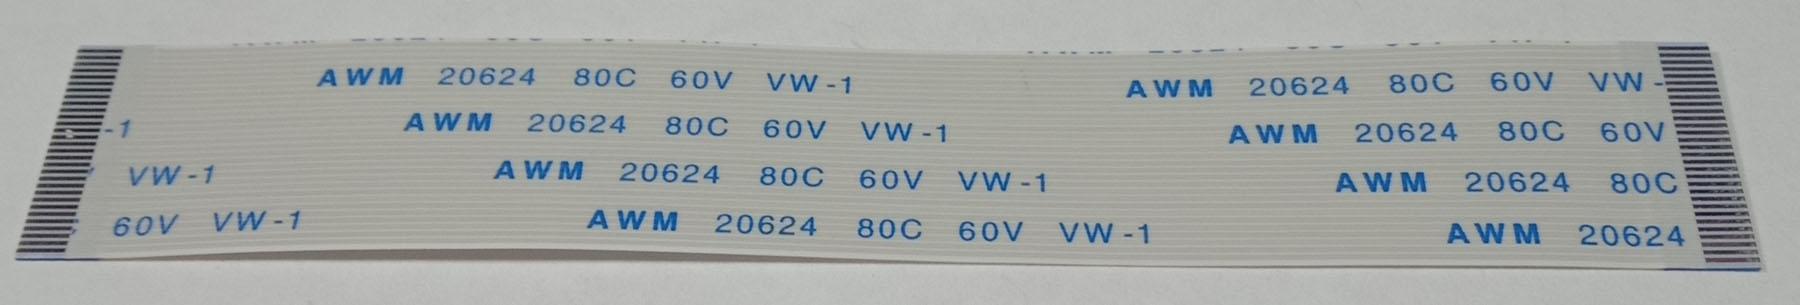 AWM 20624 80C 60V VW-1 AWM 20624 80C 60V VW-
-1 AWM 20624 80C 60V VW-1 AWM 20624 80C 60V
VW-1 AWM 20624 80C 60V VW-1 AWM 20624 80C
60V VW-1 AWM 20624 80C 60V VW-1 AWM 20624